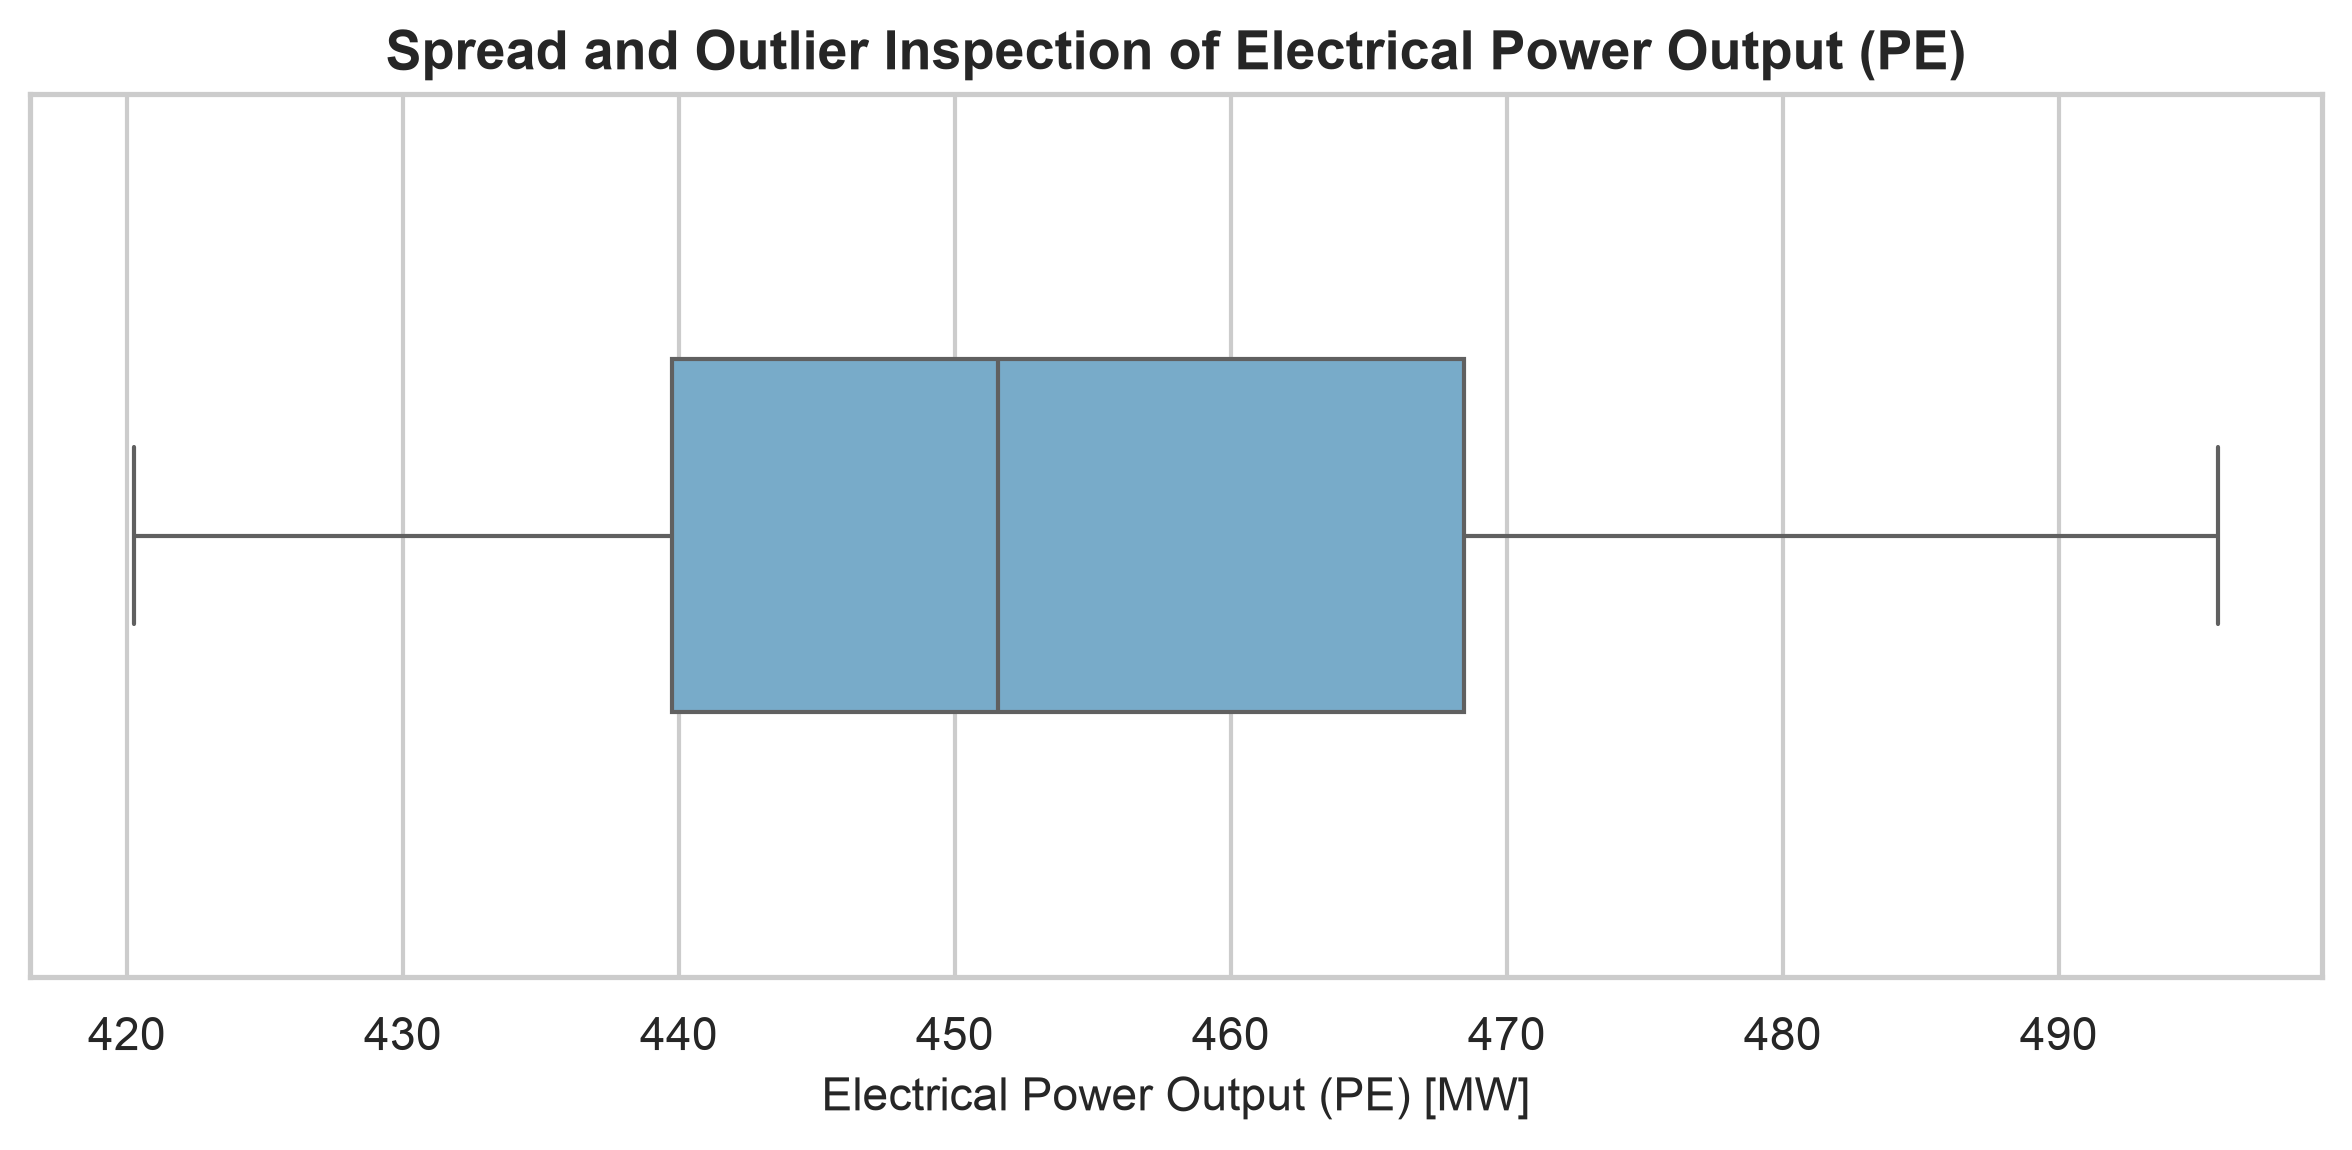 Spread and Outlier Inspection of Electrical Power Output (PE)
420 430 440 450 460 470 480 490
Electrical Power Output (PE) [MW]